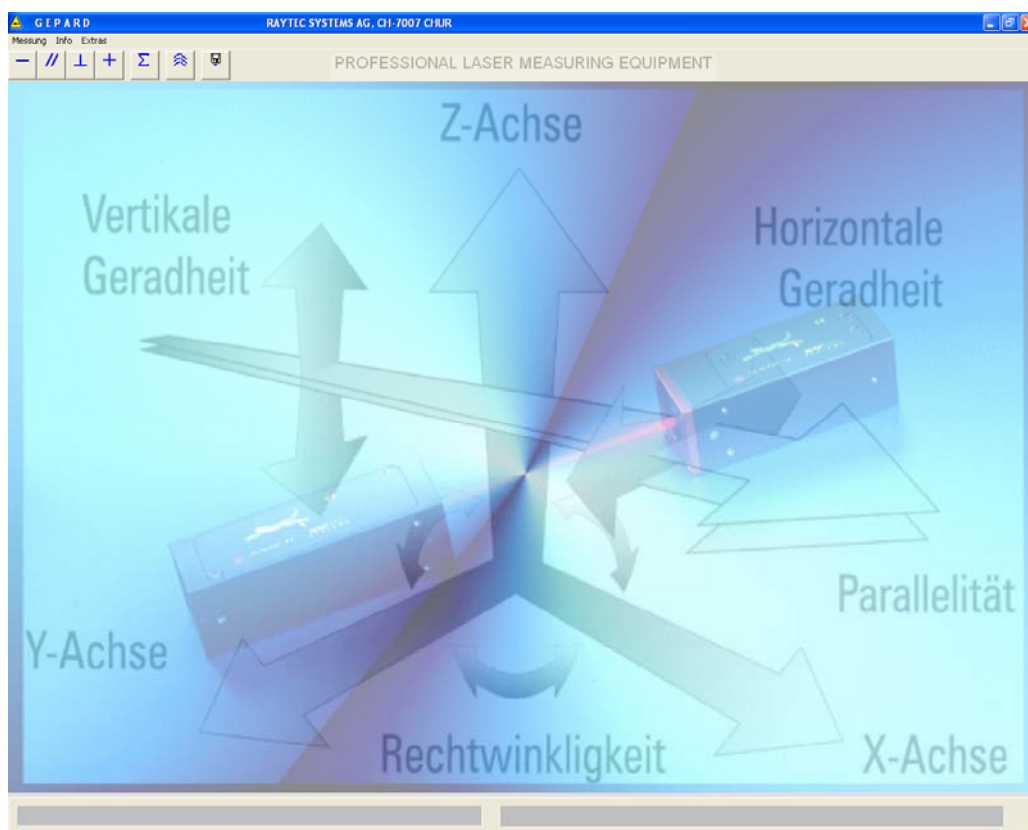 GEPARD RAYTEC SYSTEMS AG, CH-7007 CHUR
Messung Info Extras
− // ⊥ + Σ
PROFESSIONAL LASER MEASURING EQUIPMENT
Z-Achse
Vertikale
Geradheit
Horizontale
Geradheit
Parallelität
Y-Achse
Rechtwinkligkeit
X-Achse